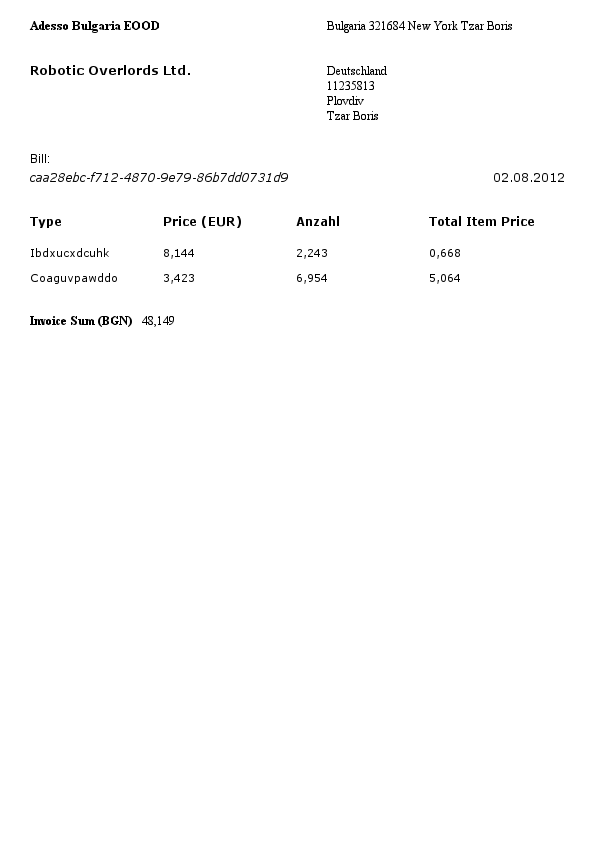 Adesso Bulgaria EOOD Bulgaria 321684 New York Tzar Boris
Robotic Overlords Ltd. Deutschland
11235813
Plovdiv
Tzar Boris
Bill:
caa28ebc-f712-4870-9e79-86b7dd0731d9 02.08.2012
Type Price (EUR) Anzahl Total Item Price
Ibdxucxdcuhk 8,144 2,243 0,668
Coaguvpawddo 3,423 6,954 5,064
Invoice Sum (BGN) 48,149